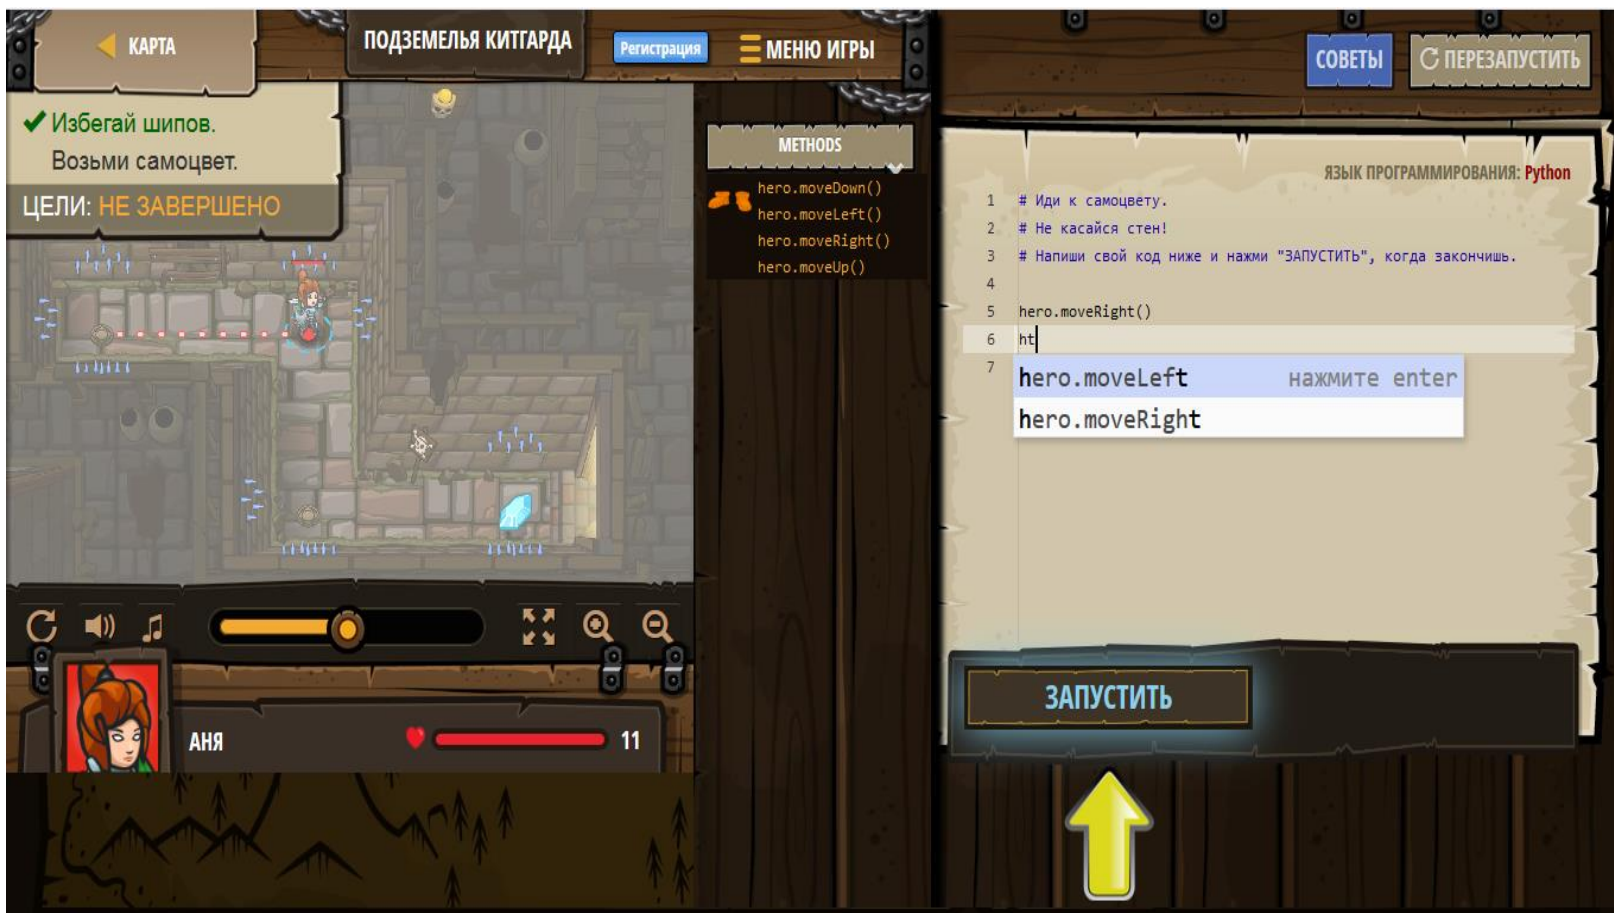 КАРТА
ПОДЗЕМЕЛЬЯ КИТГАРДА
Регистрация
МЕНЮ ИГРЫ
СОВЕТЫ
ПЕРЕЗАПУСТИТЬ
Избегай шипов.
Возьми самоцвет.
ЦЕЛИ: НЕ ЗАВЕРШЕНО
METHODS
hero.moveDown()
hero.moveLeft()
hero.moveRight()
hero.moveUp()
ЯЗЫК ПРОГРАММИРОВАНИЯ: Python
1 # Иди к самоцвету.
2 # Не касайся стен!
3 # Напиши свой код ниже и нажми "ЗАПУСТИТЬ", когда закончишь.
4
5 hero.moveRight()
6 ht
7
hero.moveLeft нажмите enter
hero.moveRight
ЗАПУСТИТЬ
АНЯ 11